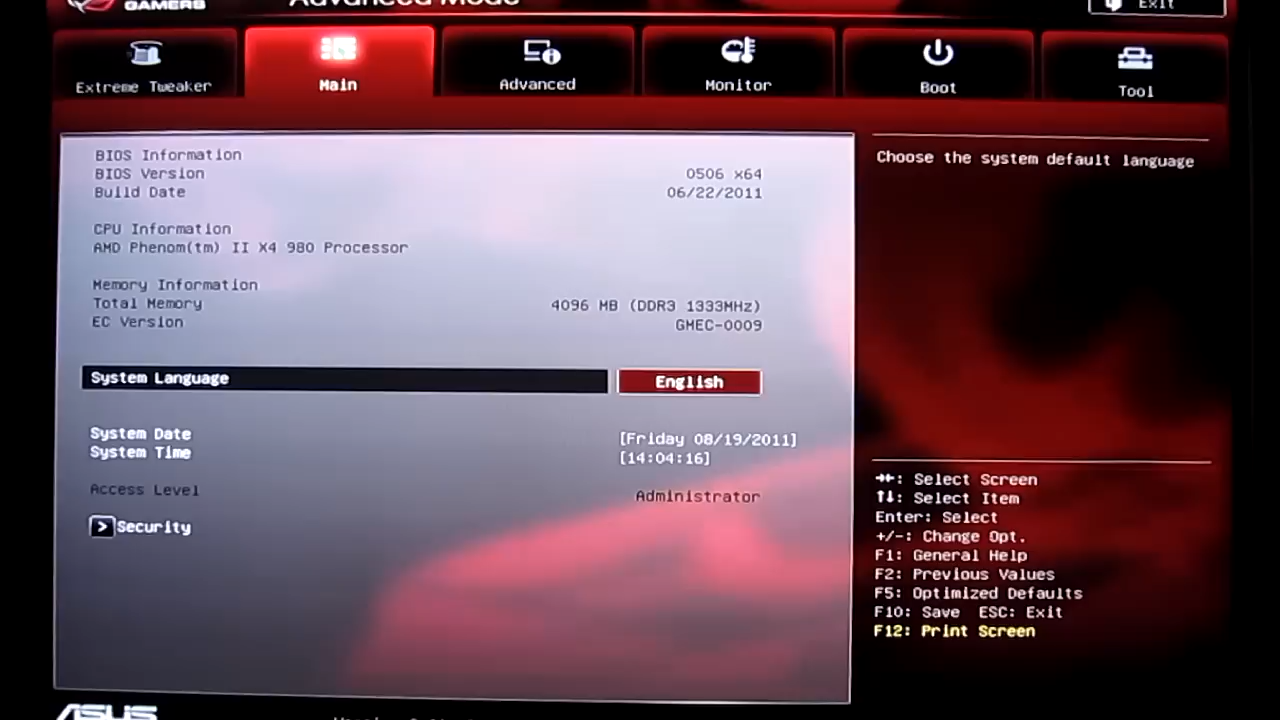 GAMERS
Advanced Mode
Exit
Extreme Tweaker
Main
Advanced
Monitor
Boot
Tool
BIOS Information
BIOS Version 0506 x64
Build Date 06/22/2011
CPU Information
AMD Phenom(tm) II X4 980 Processor
Memory Information
Total Memory 4096 MB (DDR3 1333MHz)
EC Version GMEC-0009
System Language English
System Date [Friday 08/19/2011]
System Time [14:04:16]
Access Level Administrator
> Security
Choose the system default language
→←: Select Screen
↑↓: Select Item
Enter: Select
+/-: Change Opt.
F1: General Help
F2: Previous Values
F5: Optimized Defaults
F10: Save ESC: Exit
F12: Print Screen
ASUS